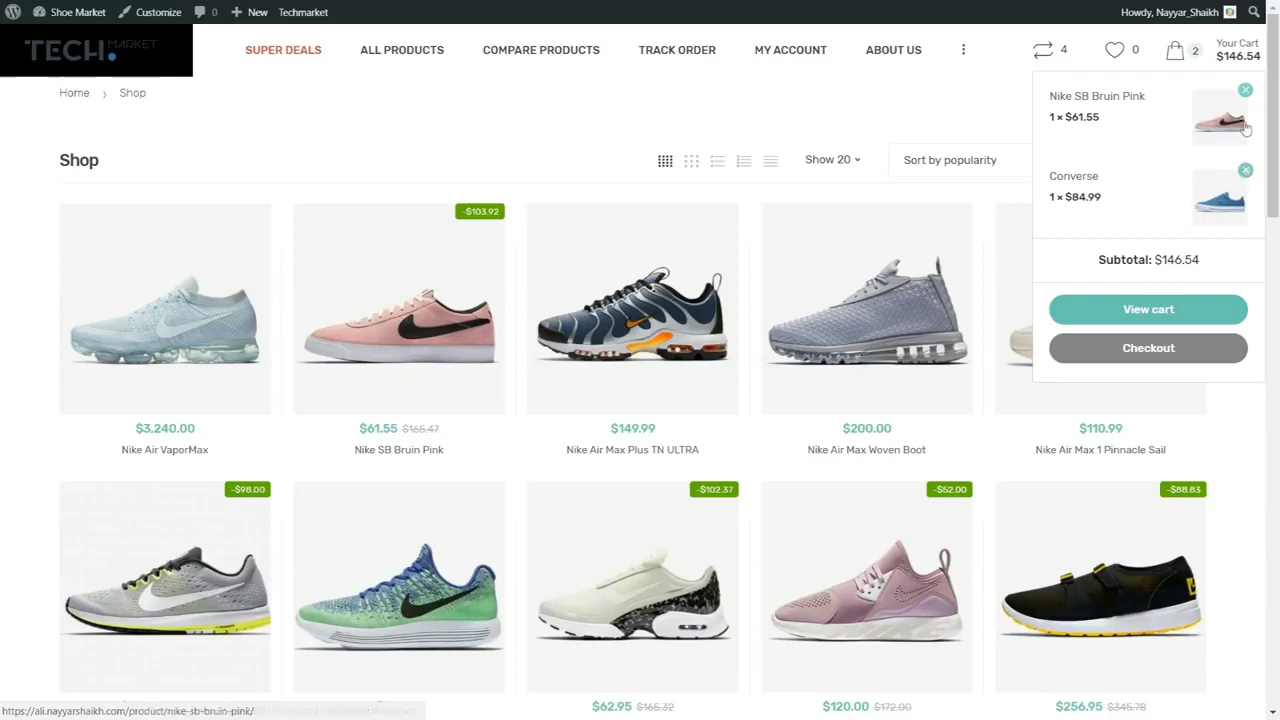 Shoe Market Customize 0 New Techmarket Howdy, Nayyar_Shaikh
TECH MARKET
SUPER DEALS ALL PRODUCTS COMPARE PRODUCTS TRACK ORDER MY ACCOUNT ABOUT US 4 0 2 Your Cart
$146.54
Home › Shop
Nike SB Bruin Pink
1 × $61.55
Converse
1 × $84.99
Subtotal: $146.54
View cart
Checkout
Shop Show 20 Sort by popularity
-$103.92
$3,240.00 $61.55 $165.47 $149.99 $200.00 $110.99
Nike Air VaporMax Nike SB Bruin Pink Nike Air Max Plus TN ULTRA Nike Air Max Woven Boot Nike Air Max 1 Pinnacle Sail
-$98.00 -$102.37 -$52.00 -$88.83
$62.95 $165.32 $120.00 $172.00 $256.95 $345.78
https://ali.nayyarshaikh.com/product/nike-sb-bruin-pink/